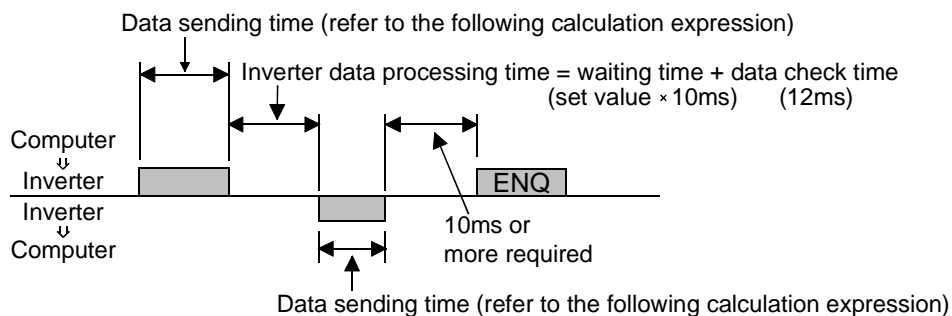 Data sending time (refer to the following calculation expression)
Inverter data processing time = waiting time + data check time
(set value × 10ms) (12ms)
Computer
⇓
Inverter
ENQ
Inverter
⇓
Computer
10ms or
more required
Data sending time (refer to the following calculation expression)